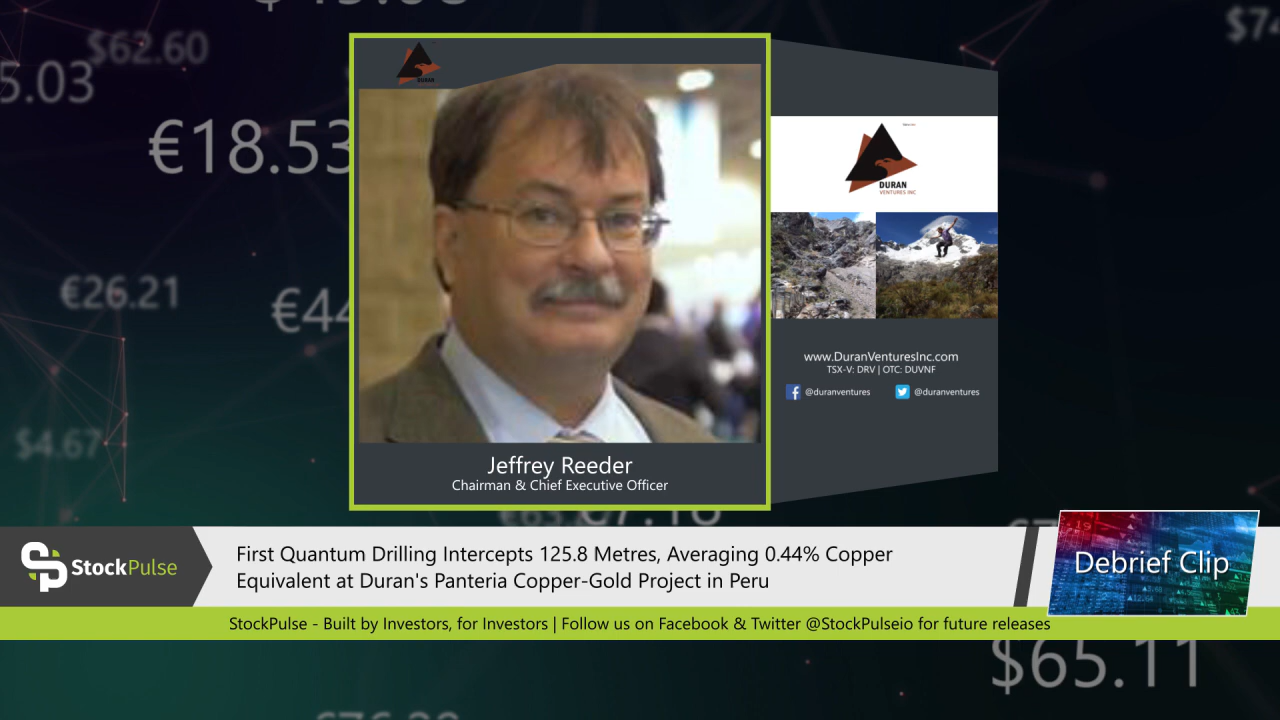 $62.60
$74
5.03
€18.53
DURAN
DURAN
VENTURES INC
€26.21
€44
www.DuranVenturesInc.com
TSX-V: DRV | OTC: DUVNF
@duranventures
@duranventures
$4.67
Jeffrey Reeder
Chairman & Chief Executive Officer
StockPulse
First Quantum Drilling Intercepts 125.8 Metres, Averaging 0.44% Copper
Equivalent at Duran's Panteria Copper-Gold Project in Peru
Debrief Clip
StockPulse - Built by Investors, for Investors | Follow us on Facebook & Twitter @StockPulseio for future releases
$65.11